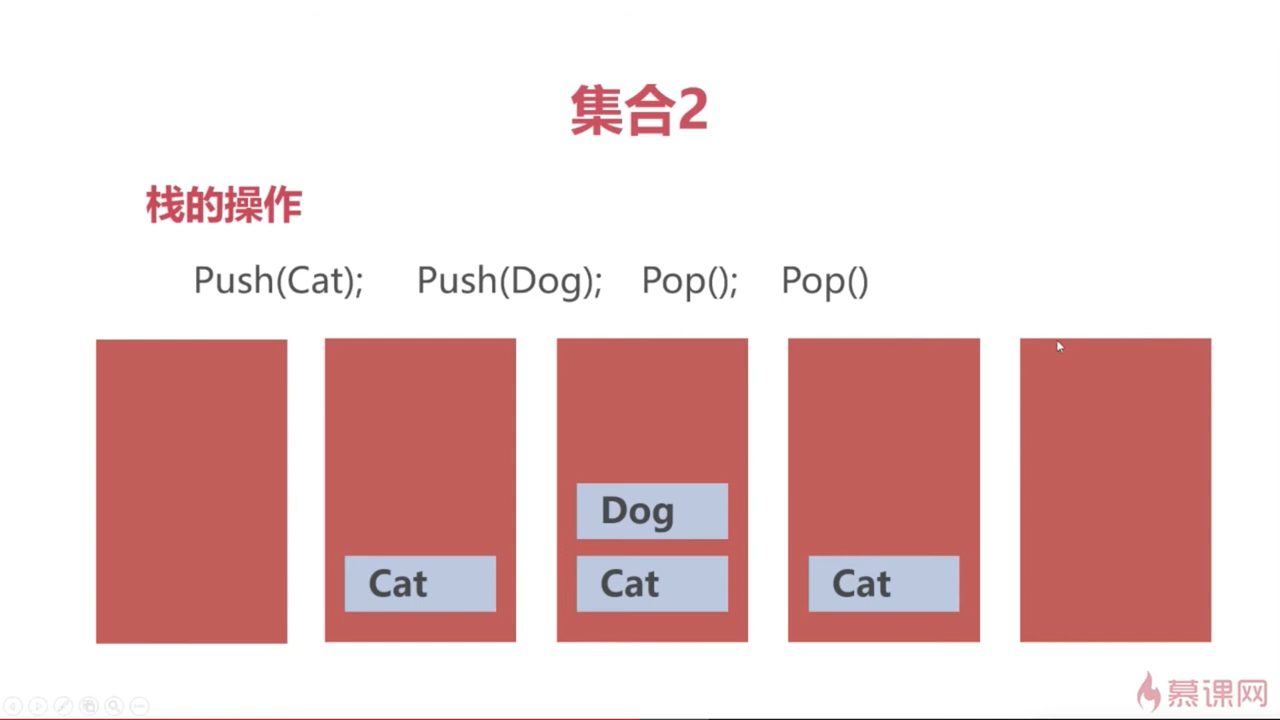 集合2
栈的操作
Push(Cat); Push(Dog); Pop(); Pop()
Dog
Cat Cat Cat
慕课网